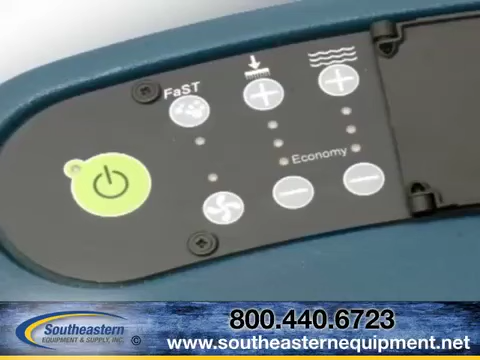 FaST
Economy
Southeastern
EQUIPMENT & SUPPLY, INC.
©
800.440.6723
www.southeasternequipment.net